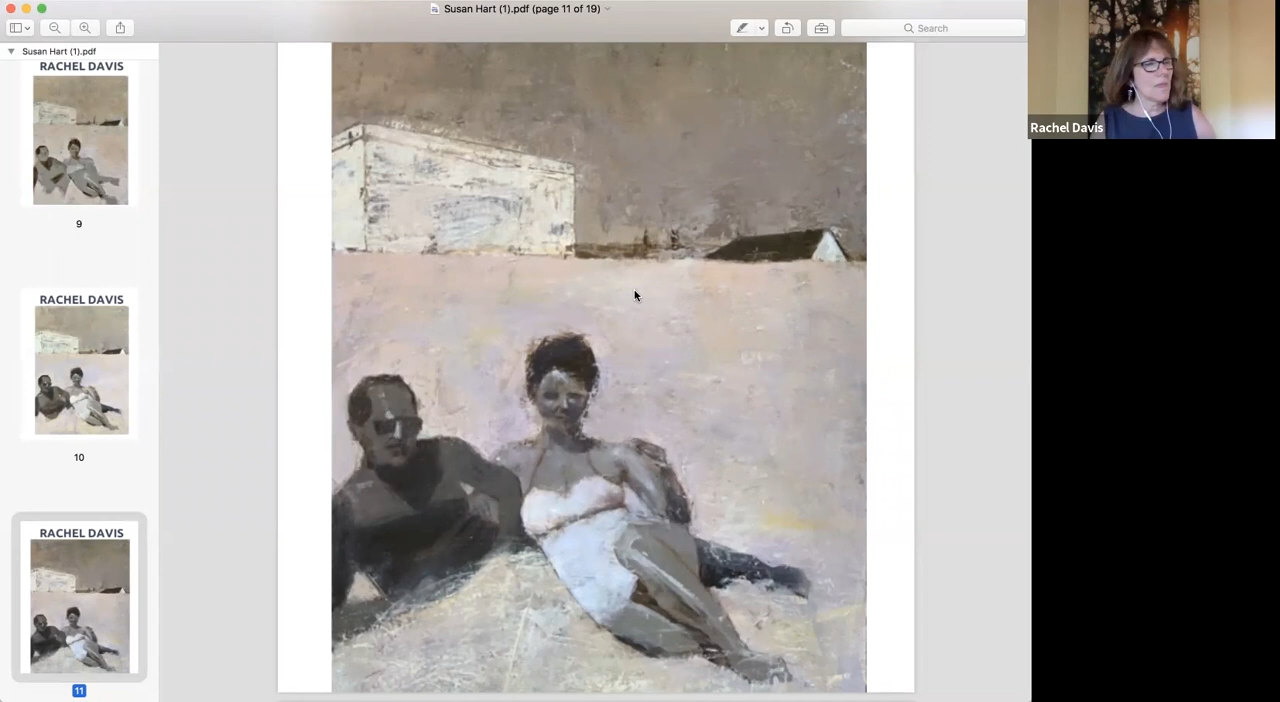 Susan Hart (1).pdf (page 11 of 19)
Search
Susan Hart (1).pdf
RACHEL DAVIS
9
RACHEL DAVIS
10
RACHEL DAVIS
11
Rachel Davis